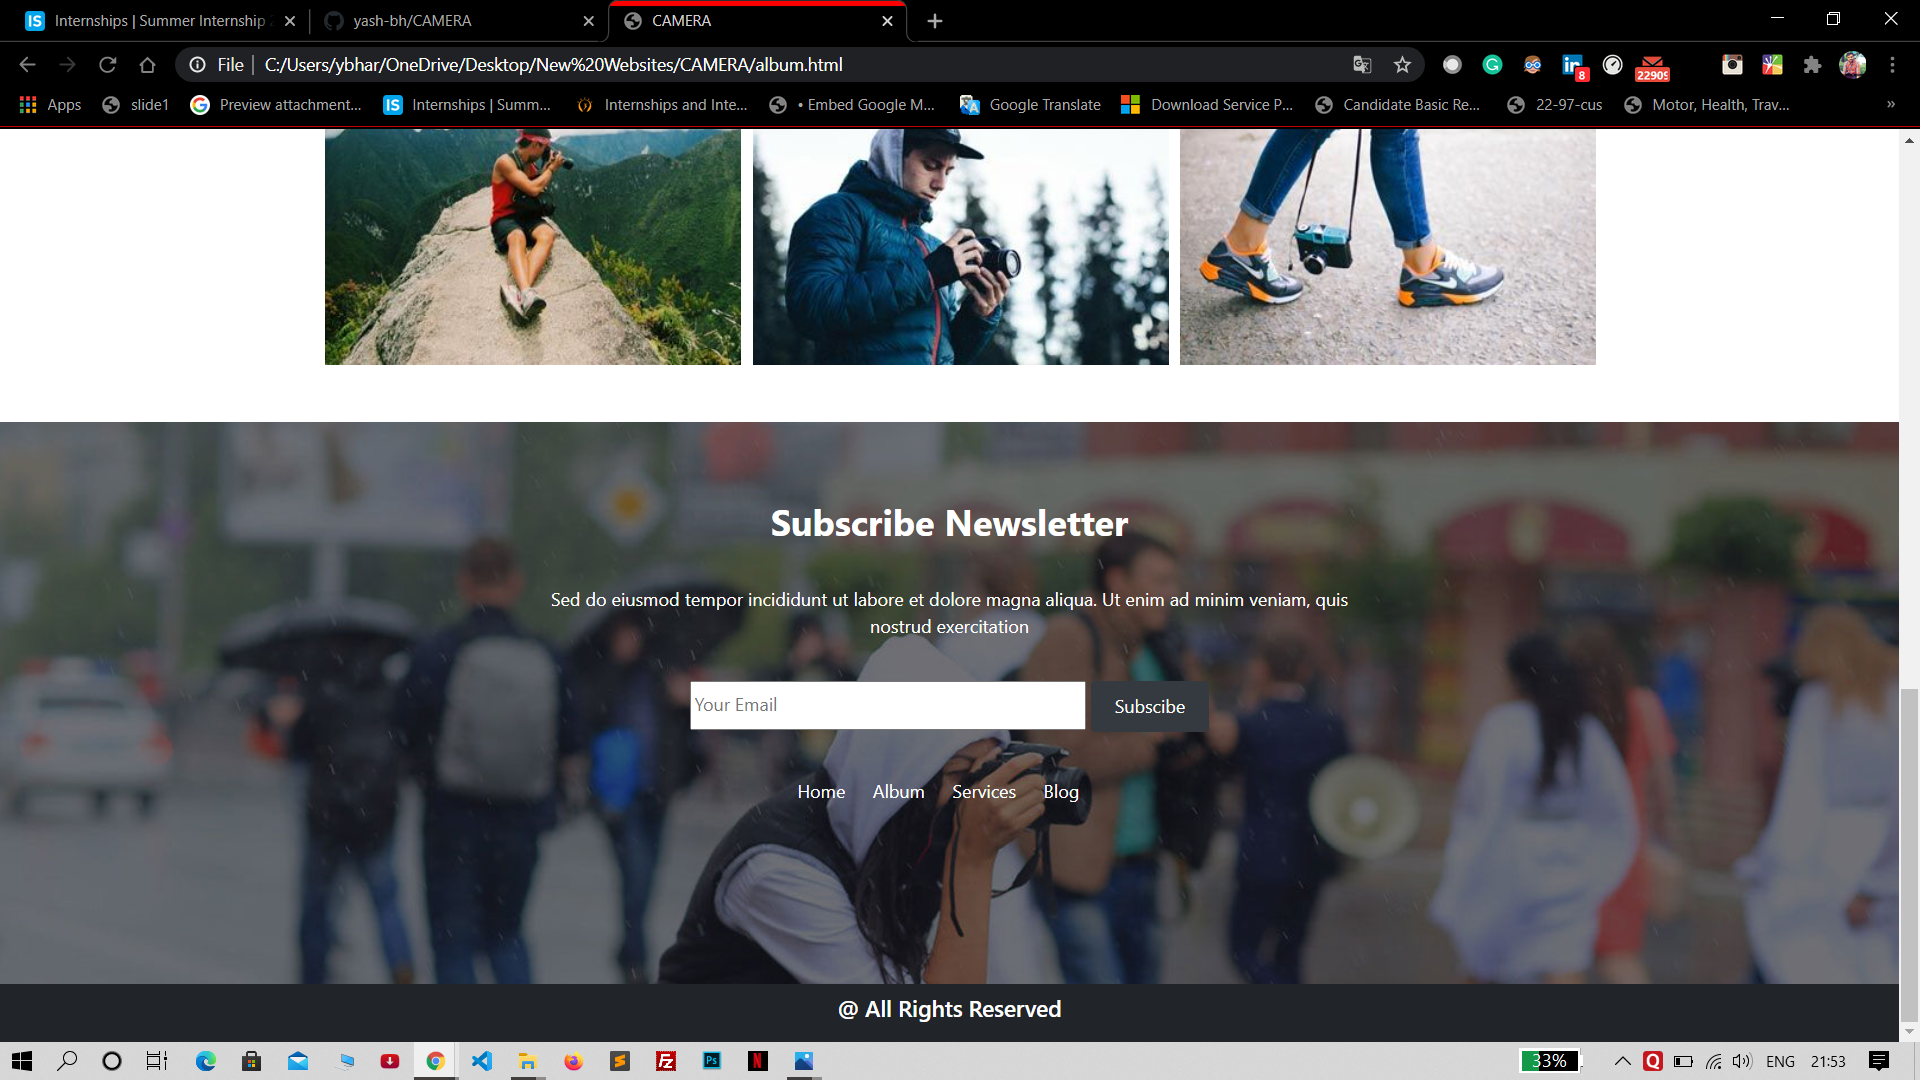 Internships | Summer Internship
yash-bh/CAMERA
CAMERA
File
C:/Users/ybhar/OneDrive/Desktop/New%20Websites/CAMERA/album.html
8
22909
Apps
slide1
Preview attachment...
Internships | Summ...
Internships and Inte...
• Embed Google M...
Google Translate
Download Service P...
Candidate Basic Re...
22-97-cus
Motor, Health, Trav...
»
Subscribe Newsletter
Sed do eiusmod tempor incididunt ut labore et dolore magna aliqua. Ut enim ad minim veniam, quis
nostrud exercitation
Your Email
Subscibe
Home
Album
Services
Blog
@ All Rights Reserved
33%
ENG
21:53